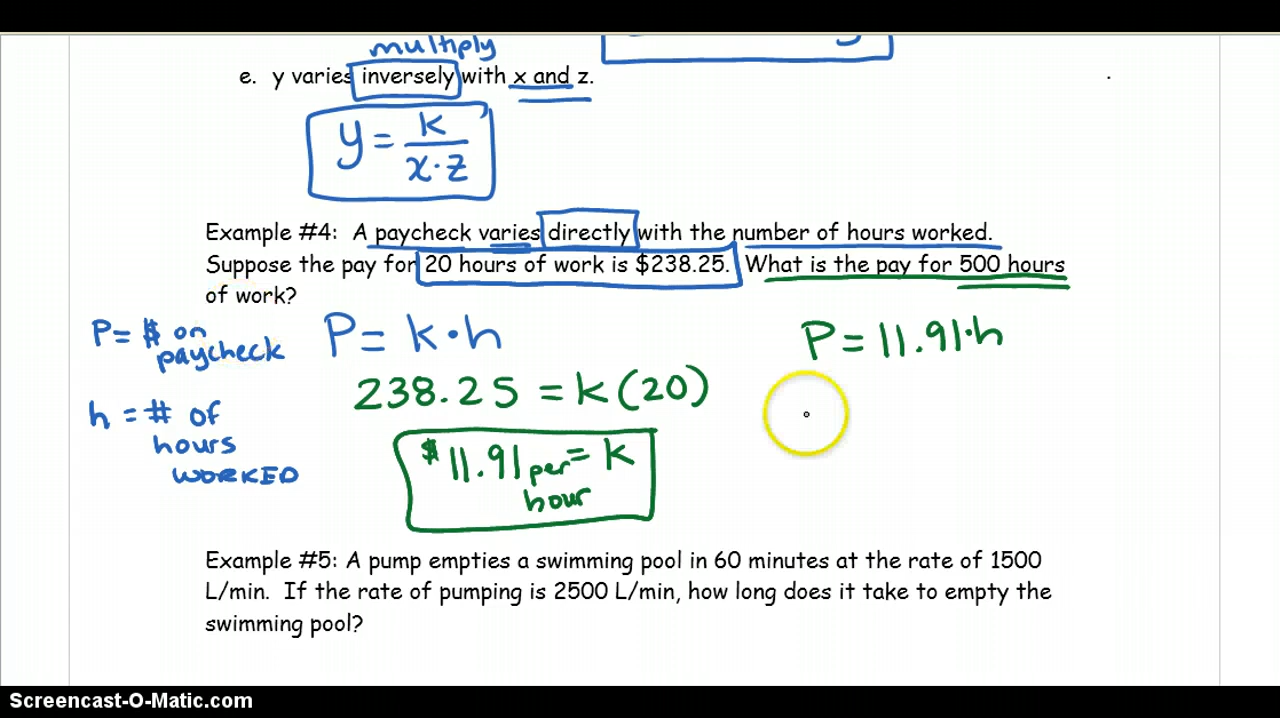 multiply
e. y varies inversely with x and z.
y = k / x · z
Example #4: A paycheck varies directly with the number of hours worked.
Suppose the pay for 20 hours of work is $238.25. What is the pay for 500 hours
of work?
P = $ on
paycheck
h = # of
hours
WORKED
P = k · h
238.25 = k (20)
$11.91 per = k
hour
P = 11.91 · h
Example #5: A pump empties a swimming pool in 60 minutes at the rate of 1500
L/min. If the rate of pumping is 2500 L/min, how long does it take to empty the
swimming pool?
Screencast-O-Matic.com